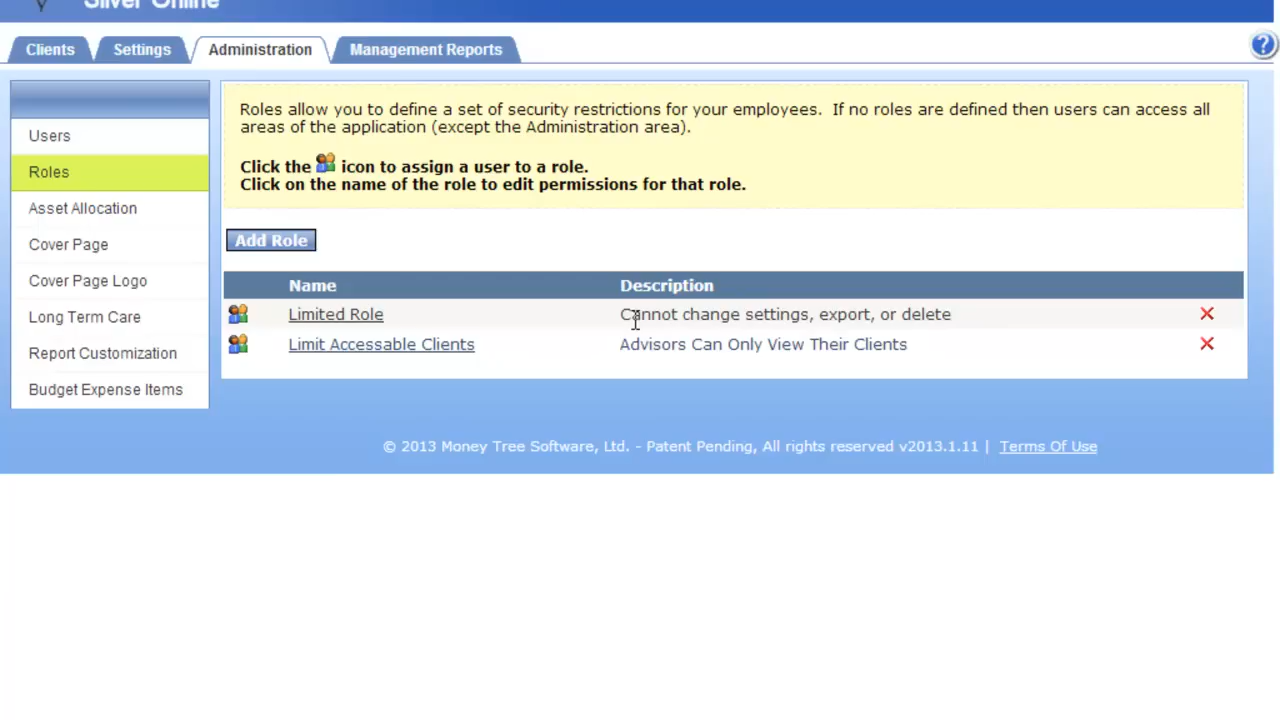 Silver Online
Clients Settings Administration Management Reports ?
Users
Roles
Asset Allocation
Cover Page
Cover Page Logo
Long Term Care
Report Customization
Budget Expense Items
Roles allow you to define a set of security restrictions for your employees. If no roles are defined then users can access all
areas of the application (except the Administration area).
Click the icon to assign a user to a role.
Click on the name of the role to edit permissions for that role.
Add Role
Name Description
Limited Role Cannot change settings, export, or delete
Limit Accessable Clients Advisors Can Only View Their Clients
© 2013 Money Tree Software, Ltd. - Patent Pending, All rights reserved v2013.1.11 | Terms Of Use